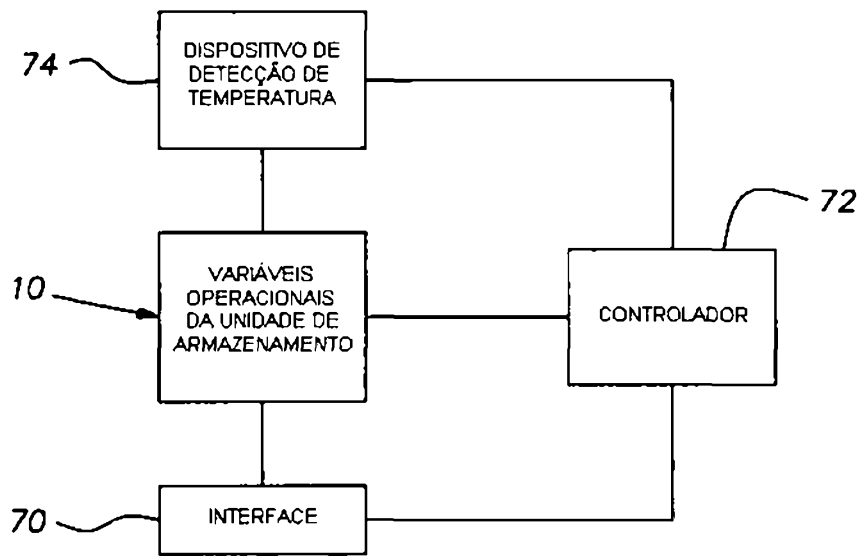 74
DISPOSITIVO DE
DETECÇÃO DE
TEMPERATURA
72
10
VARIÁVEIS
OPERACIONAIS
DA UNIDADE DE
ARMAZENAMENTO
CONTROLADOR
70
INTERFACE